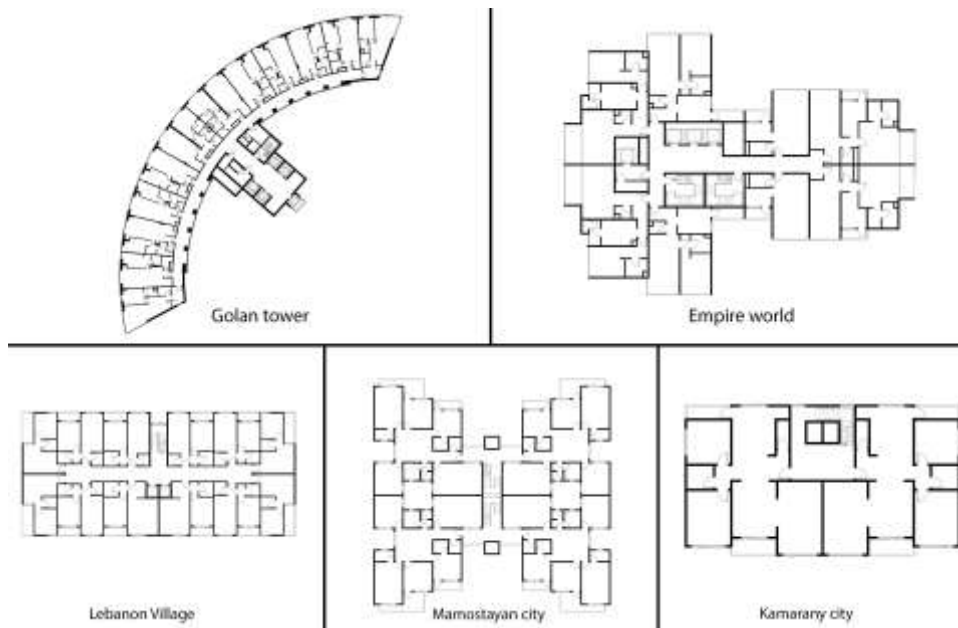 Golan tower
Empire world
Lebanon Village
Mamostayan city
Kamarany city